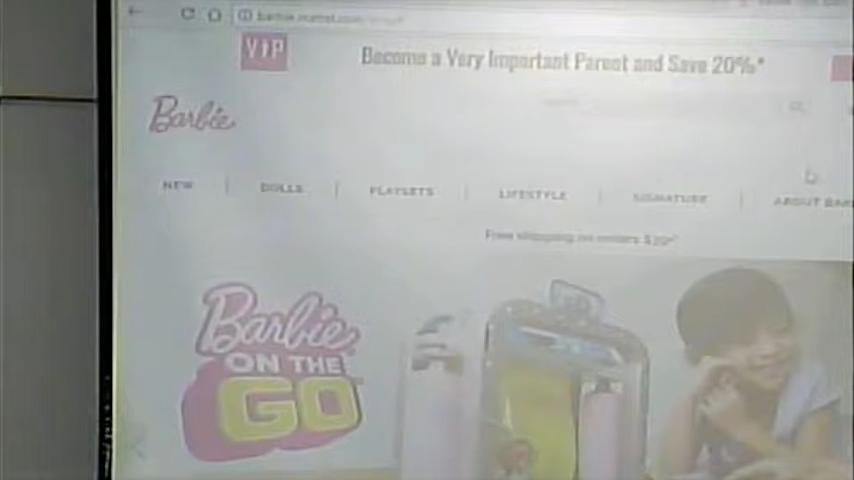 VIP
Become a Very Important Parent and Save 20%*
Barbie
NEW | DOLLS | PLAYSETS | LIFESTYLE | SIGNATURE | ABOUT
Free shipping on orders
Barbie
ON THE
GO